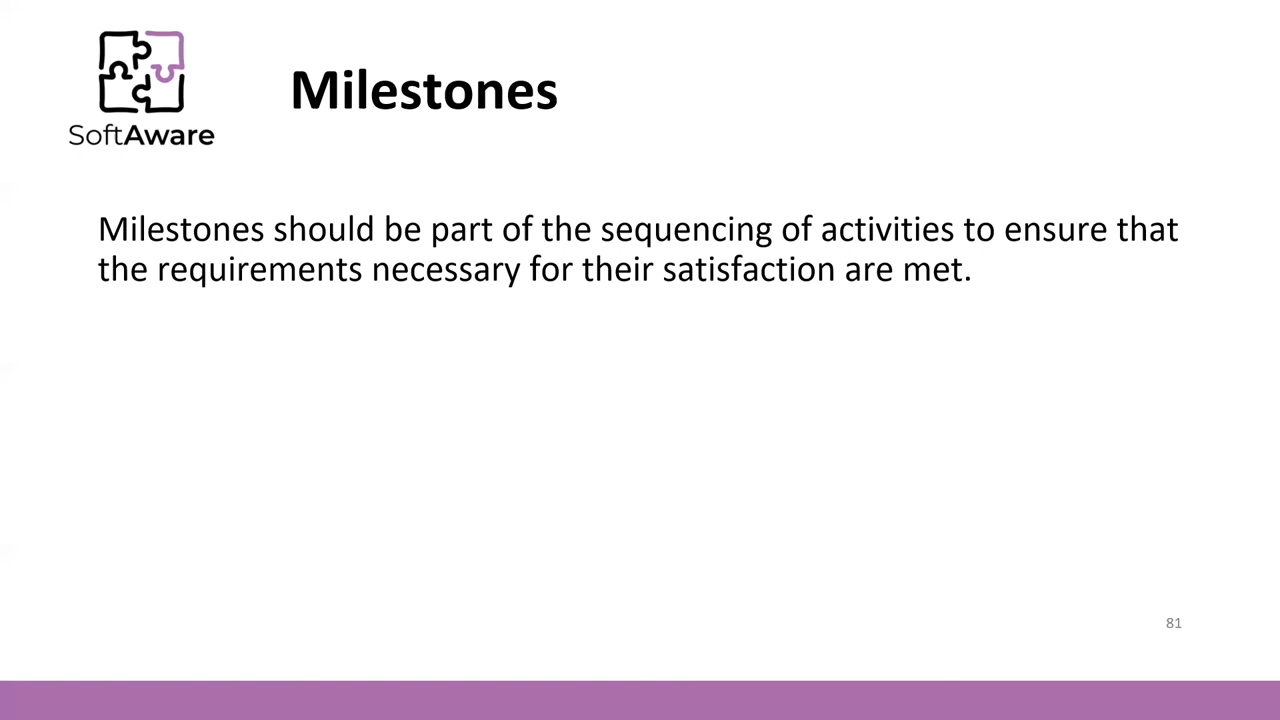 SoftAware
Milestones
Milestones should be part of the sequencing of activities to ensure that
the requirements necessary for their satisfaction are met.
81